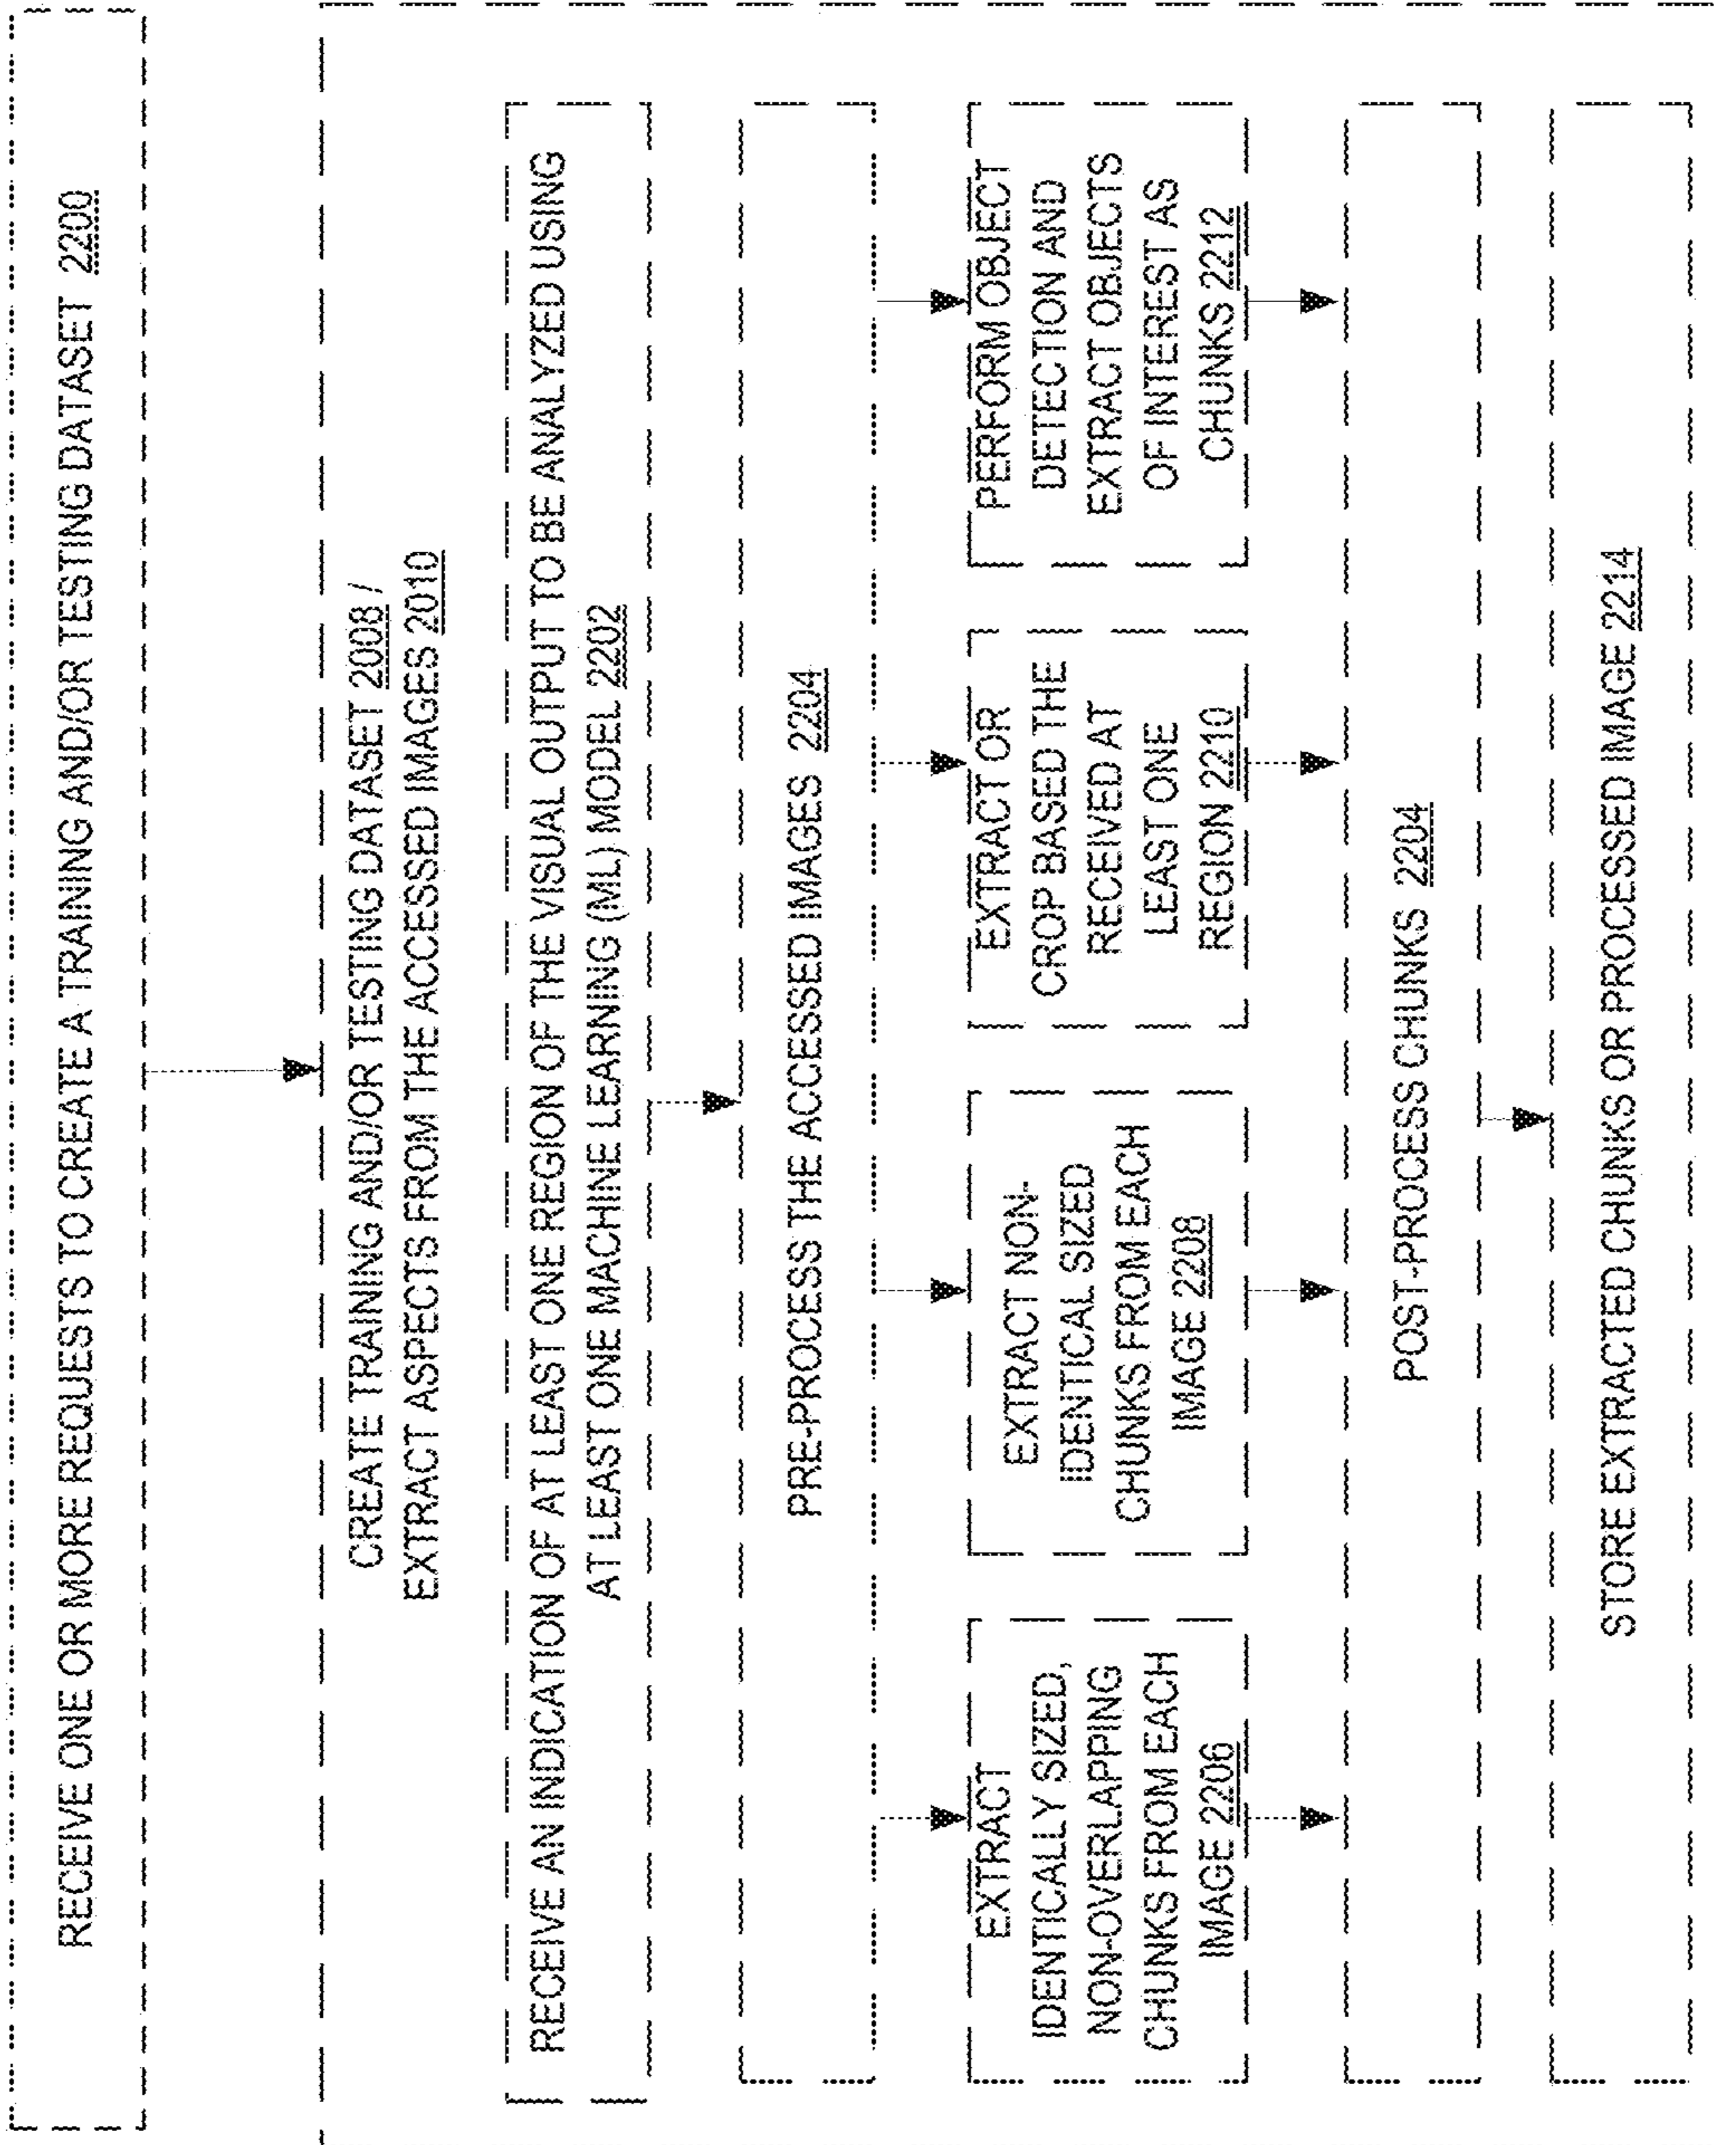 RECEIVE ONE OR MORE REQUESTS TO CREATE A TRAINING AND/OR TESTING DATASET 2200
CREATE TRAINING AND/OR TESTING DATASET 2008 /
EXTRACT ASPECTS FROM THE ACCESSED IMAGES 2010
RECEIVE AN INDICATION OF AT LEAST ONE REGION OF THE VISUAL OUTPUT TO BE ANALYZED USING
AT LEAST ONE MACHINE LEARNING (ML) MODEL 2202
PRE-PROCESS THE ACCESSED IMAGES 2204
EXTRACT
IDENTICALLY SIZED,
NON-OVERLAPPING
CHUNKS FROM EACH
IMAGE 2206
EXTRACT NON-
IDENTICAL SIZED
CHUNKS FROM EACH
IMAGE 2208
EXTRACT OR
CROP BASED THE
RECEIVED AT
LEAST ONE
REGION 2210
PERFORM OBJECT
DETECTION AND
EXTRACT OBJECTS
OF INTEREST AS
CHUNKS 2212
POST-PROCESS CHUNKS 2204
STORE EXTRACTED CHUNKS OR PROCESSED IMAGE 2214